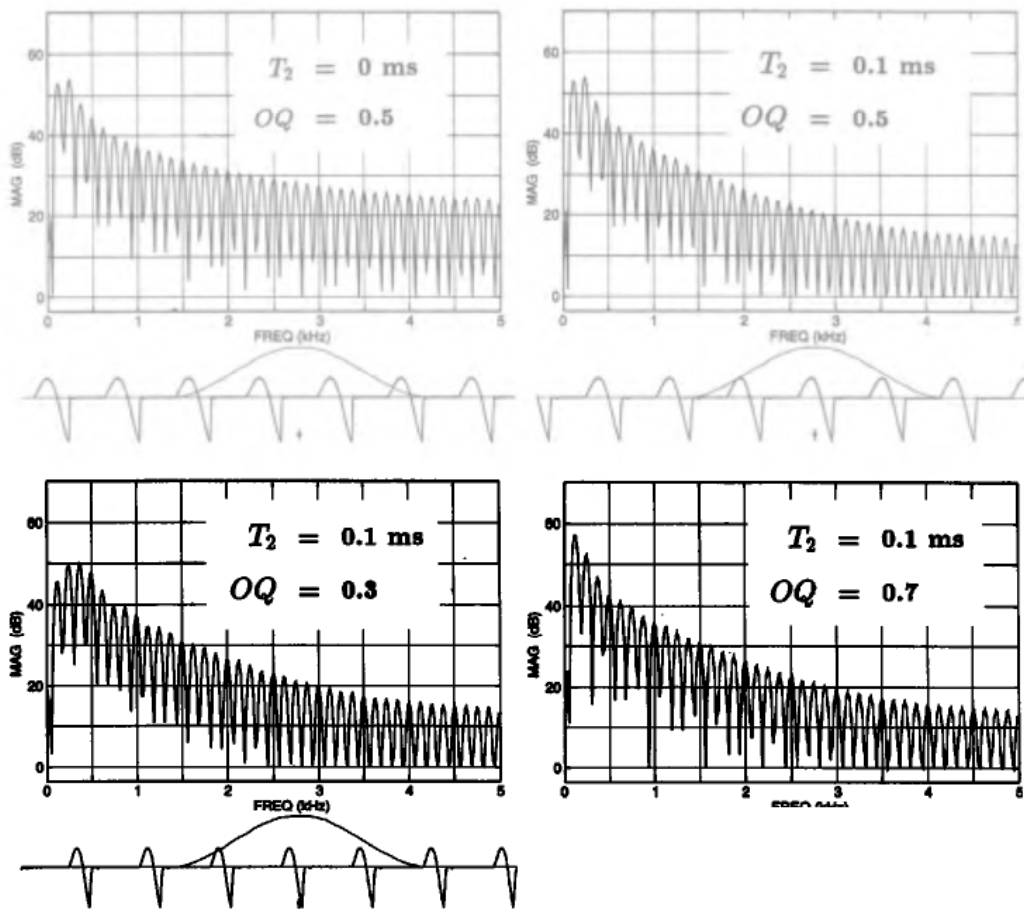 T₂ = 0 ms
OQ = 0.5
MAG (dB)
60
40
20
0
0 1 2 3 4 5
FREQ (kHz)
T₂ = 0.1 ms
OQ = 0.5
MAG (dB)
60
40
20
0
0 1 2 3 4 5
FREQ (kHz)
T₂ = 0.1 ms
OQ = 0.3
MAG (dB)
60
40
20
0
0 1 2 3 4 5
FREQ (kHz)
T₂ = 0.1 ms
OQ = 0.7
MAG (dB)
60
40
20
0
0 1 2 3 4 5
FREQ (kHz)